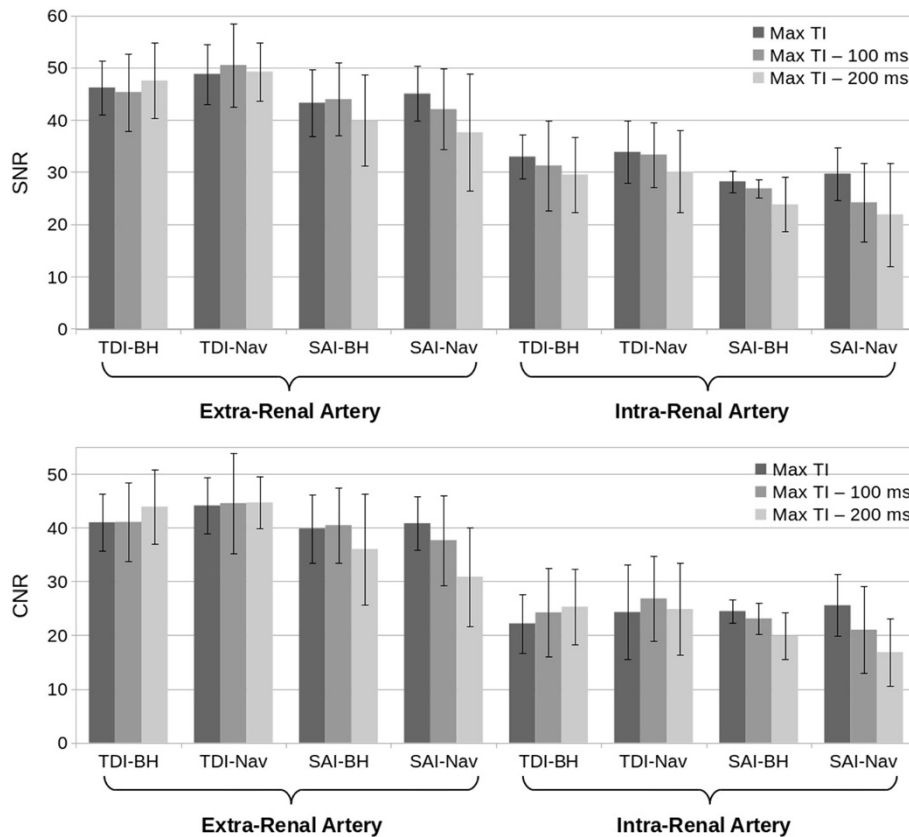 60
50
40
30
20
10
0
SNR
Max TI
Max TI – 100 ms
Max TI – 200 ms
TDI-BH TDI-Nav SAI-BH SAI-Nav TDI-BH TDI-Nav SAI-BH SAI-Nav
Extra-Renal Artery Intra-Renal Artery
50
40
30
20
10
0
CNR
Max TI
Max TI – 100 ms
Max TI – 200 ms
TDI-BH TDI-Nav SAI-BH SAI-Nav TDI-BH TDI-Nav SAI-BH SAI-Nav
Extra-Renal Artery Intra-Renal Artery